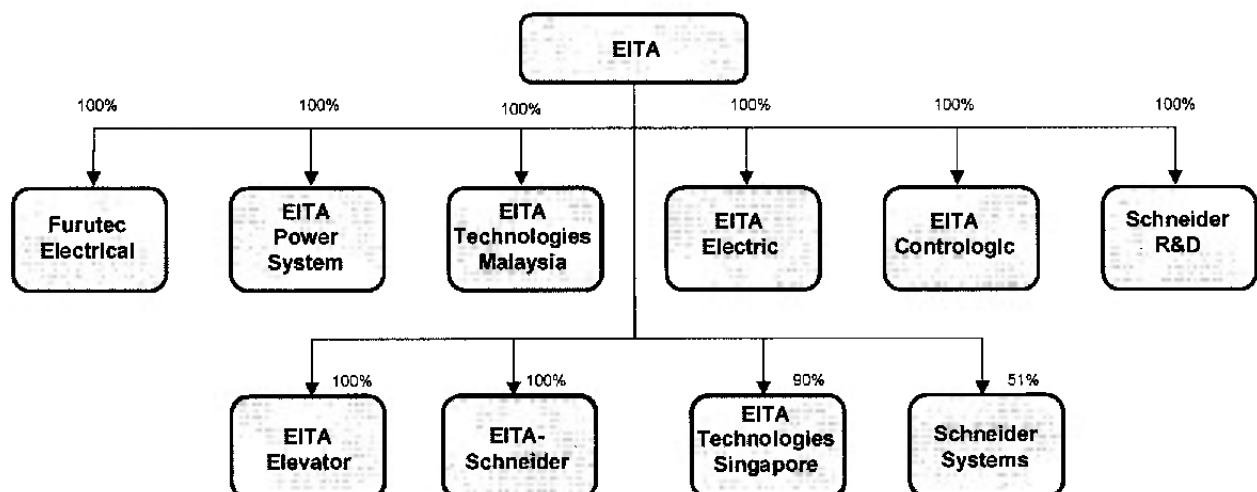 EITA
100%
100%
100%
100%
100%
100%
Furutec
Electrical
EITA
Power
System
EITA
Technologies
Malaysia
EITA
Electric
EITA
Contrologic
Schneider
R&D
100%
100%
90%
51%
EITA
Elevator
EITA-
Schneider
EITA
Technologies
Singapore
Schneider
Systems